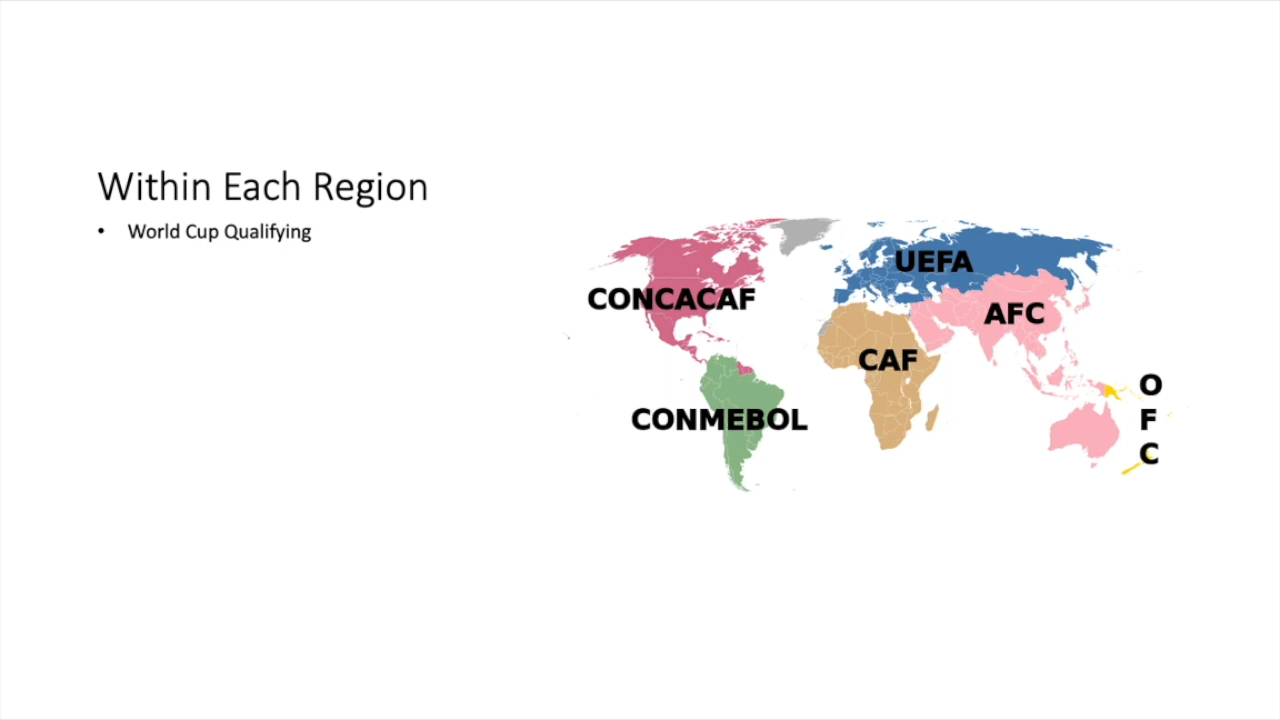 Within Each Region
• World Cup Qualifying
UEFA
CONCACAF
AFC
CAF
CONMEBOL
O
F
C